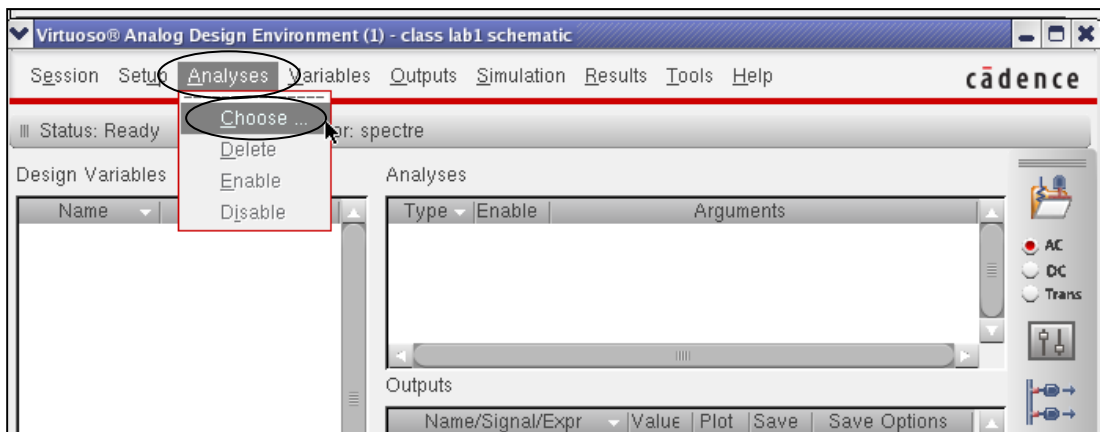 Virtuoso® Analog Design Environment (1) - class lab1 schematic
Session Setup Analyses Variables Outputs Simulation Results Tools Help cādence
Choose ...
Status: Ready or: spectre
Delete
Design Variables Analyses
Enable
Name Type Enable Arguments
Disable
AC
DC
Trans
Outputs
Name/Signal/Expr Value Plot Save Save Options